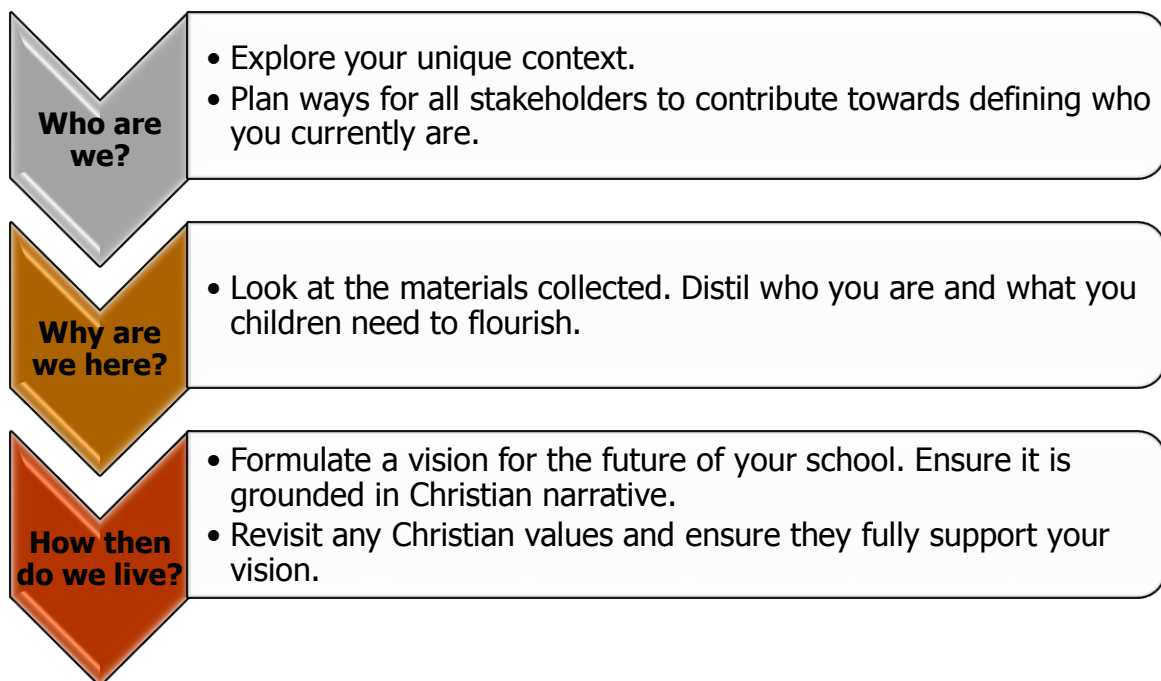 Who are
we?
• Explore your unique context.
• Plan ways for all stakeholders to contribute towards defining who
you currently are.
Why are
we here?
• Look at the materials collected. Distil who you are and what you
children need to flourish.
How then
do we live?
• Formulate a vision for the future of your school. Ensure it is
grounded in Christian narrative.
• Revisit any Christian values and ensure they fully support your
vision.